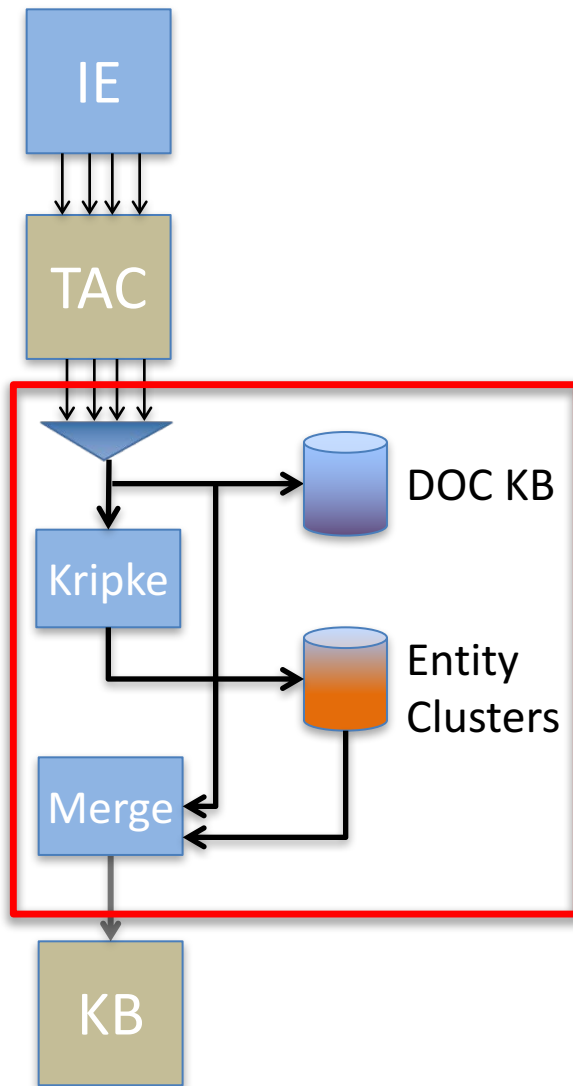 IE
TAC
DOC KB
Kripke
Entity
Clusters
Merge
KB